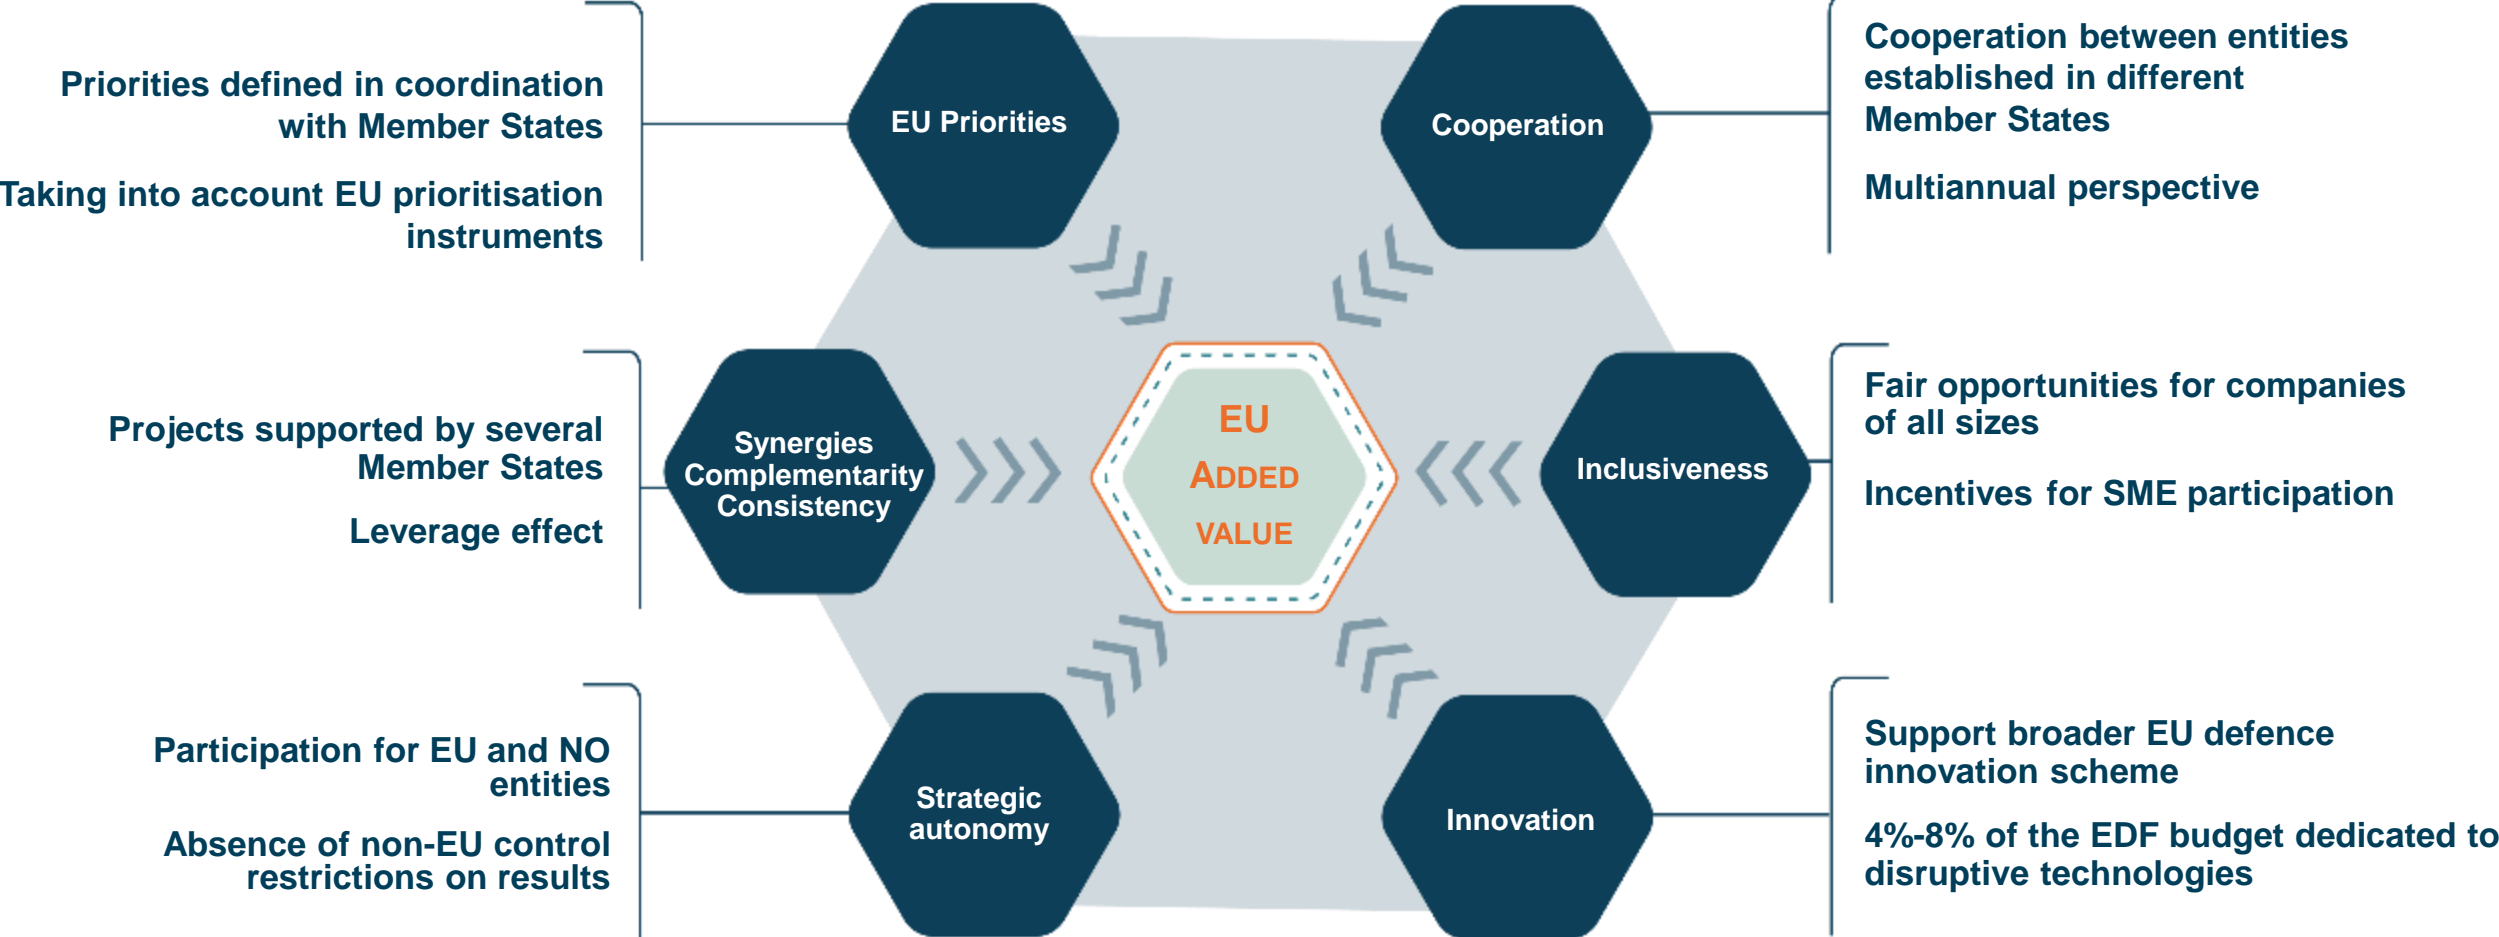 Priorities defined in coordination
with Member States
Taking into account EU prioritisation
instruments
EU Priorities
Cooperation
Cooperation between entities
established in different
Member States
Multiannual perspective
Projects supported by several
Member States
Leverage effect
Synergies
Complementarity
Consistency
EU
ADDED
VALUE
Inclusiveness
Fair opportunities for companies
of all sizes
Incentives for SME participation
Participation for EU and NO
entities
Absence of non-EU control
restrictions on results
Strategic
autonomy
Innovation
Support broader EU defence
innovation scheme
4%-8% of the EDF budget dedicated to
disruptive technologies